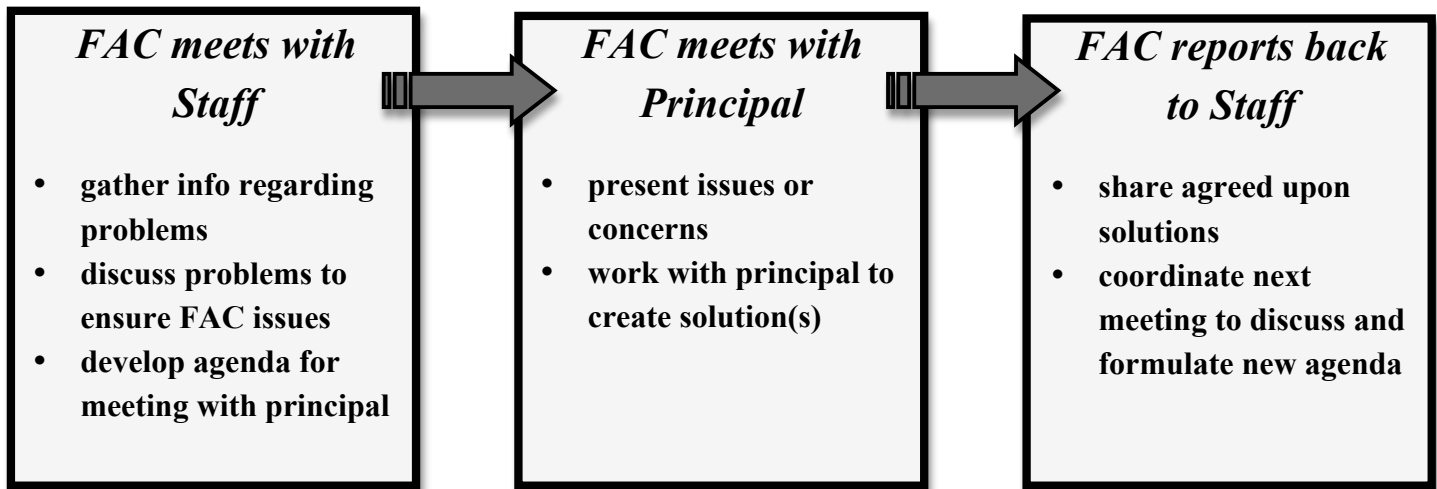 FAC meets with
Staff
• gather info regarding
problems
• discuss problems to
ensure FAC issues
• develop agenda for
meeting with principal
FAC meets with
Principal
• present issues or
concerns
• work with principal to
create solution(s)
FAC reports back
to Staff
• share agreed upon
solutions
• coordinate next
meeting to discuss and
formulate new agenda